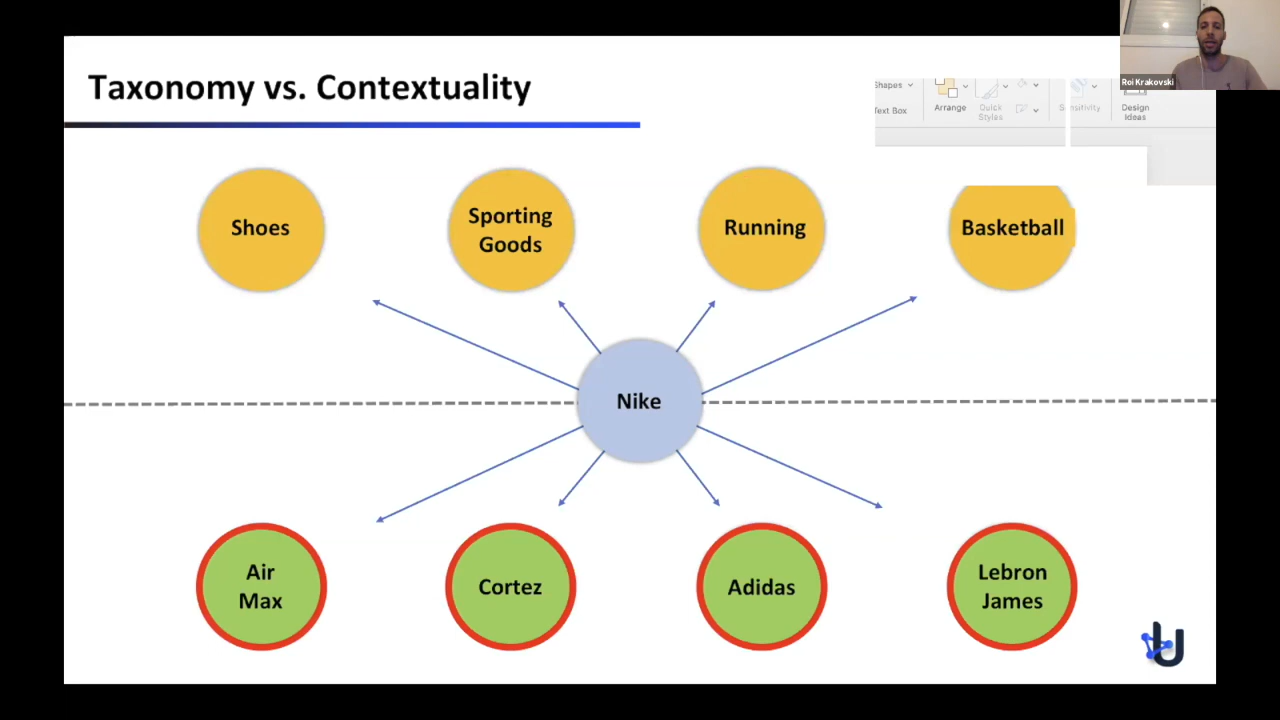 Taxonomy vs. Contextuality
Roi Krakovski
Shapes
Text Box
Arrange
Quick
Styles
Sensitivity
Design
Ideas
Shoes
Sporting
Goods
Running
Basketball
Nike
Air
Max
Cortez
Adidas
Lebron
James